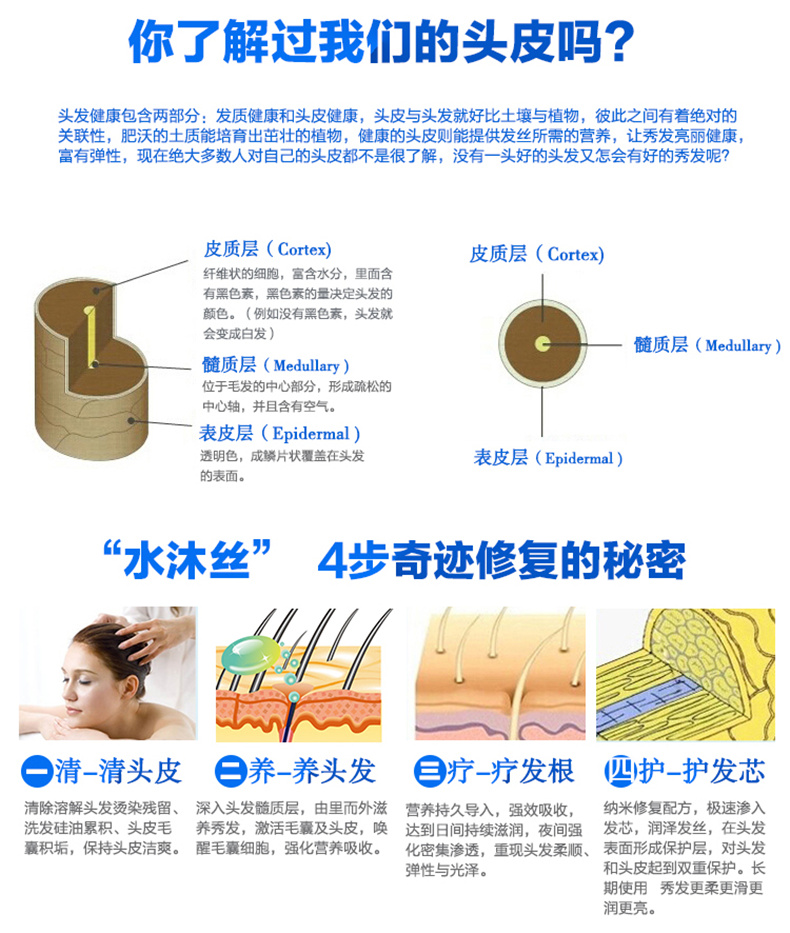 你了解过我们的头皮吗？
头发健康包含两部分：发质健康和头皮健康，头皮与头发就好比土壤与植物，彼此之间有着绝对的
关联性，肥沃的土质能培育出茁壮的植物，健康的头皮则能提供发丝所需的营养，让秀发亮丽健康，
富有弹性，现在绝大多数人对自己的头皮都不是很了解，没有一头好的头发又怎会有好的秀发呢？
皮质层（Cortex)
纤维状的细胞，富含水分，里面含
有黑色素，黑色素的量决定头发的
颜色。（例如没有黑色素，头发就
会变成白发）
髓质层（Medullary）
位于毛发的中心部分，形成疏松的
中心轴，并且含有空气。
表皮层（Epidermal）
透明色，成鳞片状覆盖在头发
的表面。
皮质层（Cortex)
髓质层（Medullary）
表皮层（Epidermal）
“水沐丝” 4步奇迹修复的秘密
一清-清头皮
清除溶解头发烫染残留、
洗发硅油累积、头皮毛
囊积垢，保持头皮洁爽。
二养-养头发
深入头发髓质层，由里而外滋
养秀发，激活毛囊及头皮，唤
醒毛囊细胞，强化营养吸收。
三疗-疗发根
营养持久导入，强效吸收，
达到日间持续滋润，夜间强
化密集渗透，重现头发柔顺、
弹性与光泽。
四护-护发芯
纳米修复配方，极速渗入
发芯，润泽发丝，在头发
表面形成保护层，对头发
和头皮起到双重保护。长
期使用 秀发更柔更滑更
润更亮。